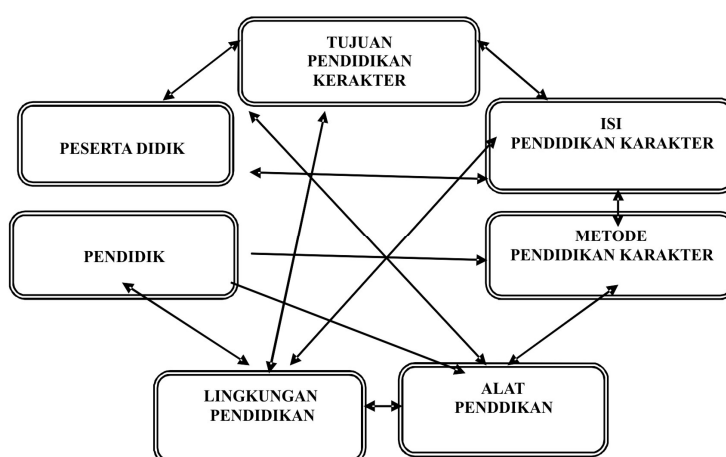 TUJUAN
PENDIDIKAN
KERAKTER
PESERTA DIDIK
ISI
PENDIDIKAN KARAKTER
PENDIDIK
METODE
PENDIDIKAN KARAKTER
LINGKUNGAN
PENDIDIKAN
ALAT
PENDDIKAN